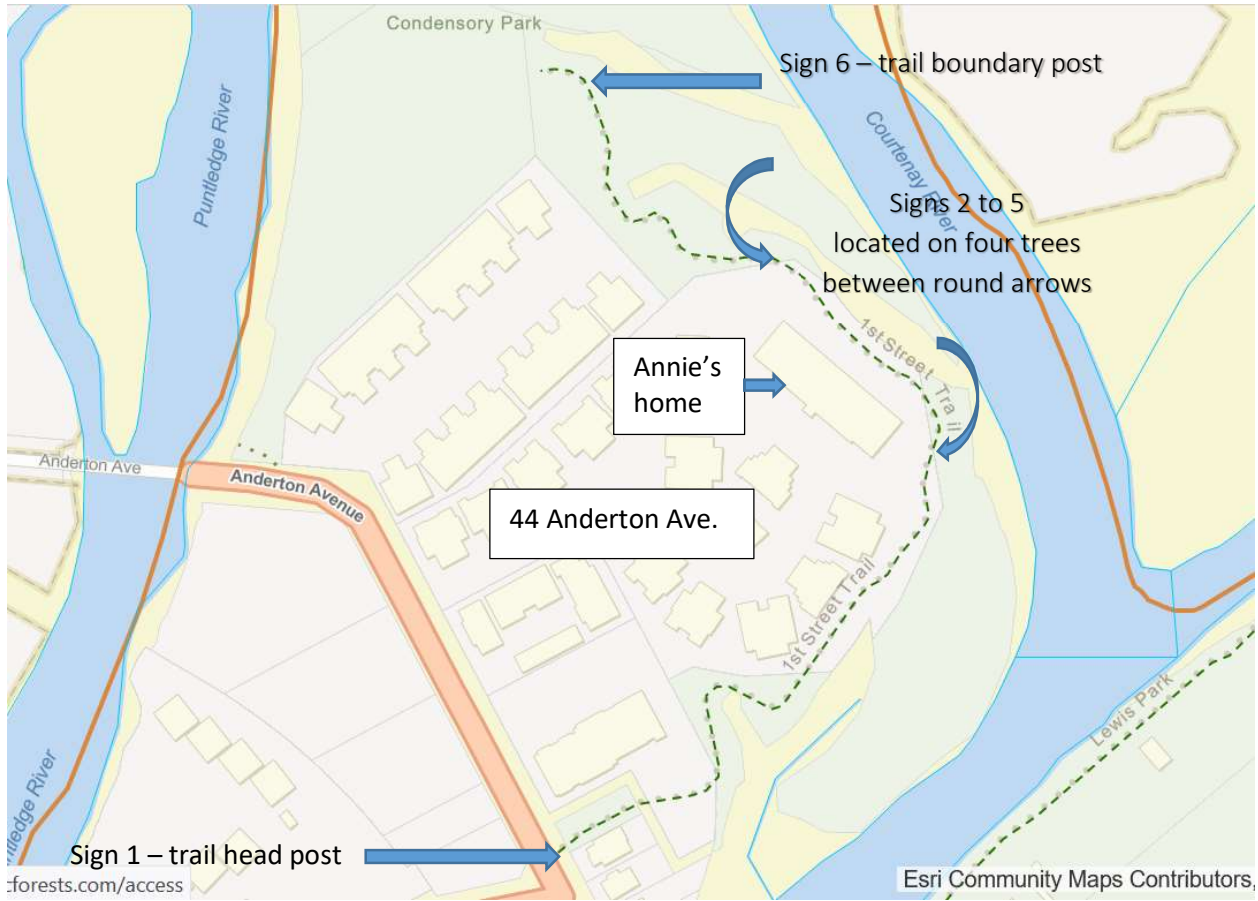 Condensory Park
Sign 6 – trail boundary post
Puntledge River
Courtenay River
Signs 2 to 5
located on four trees
between round arrows
1st Street Trail
Annie's
home
Anderton Ave
Anderton Avenue
44 Anderton Ave.
1st Street Trail
Lewis Park
ntledge River
Sign 1 – trail head post
cforests.com/access
Esri Community Maps Contributors,